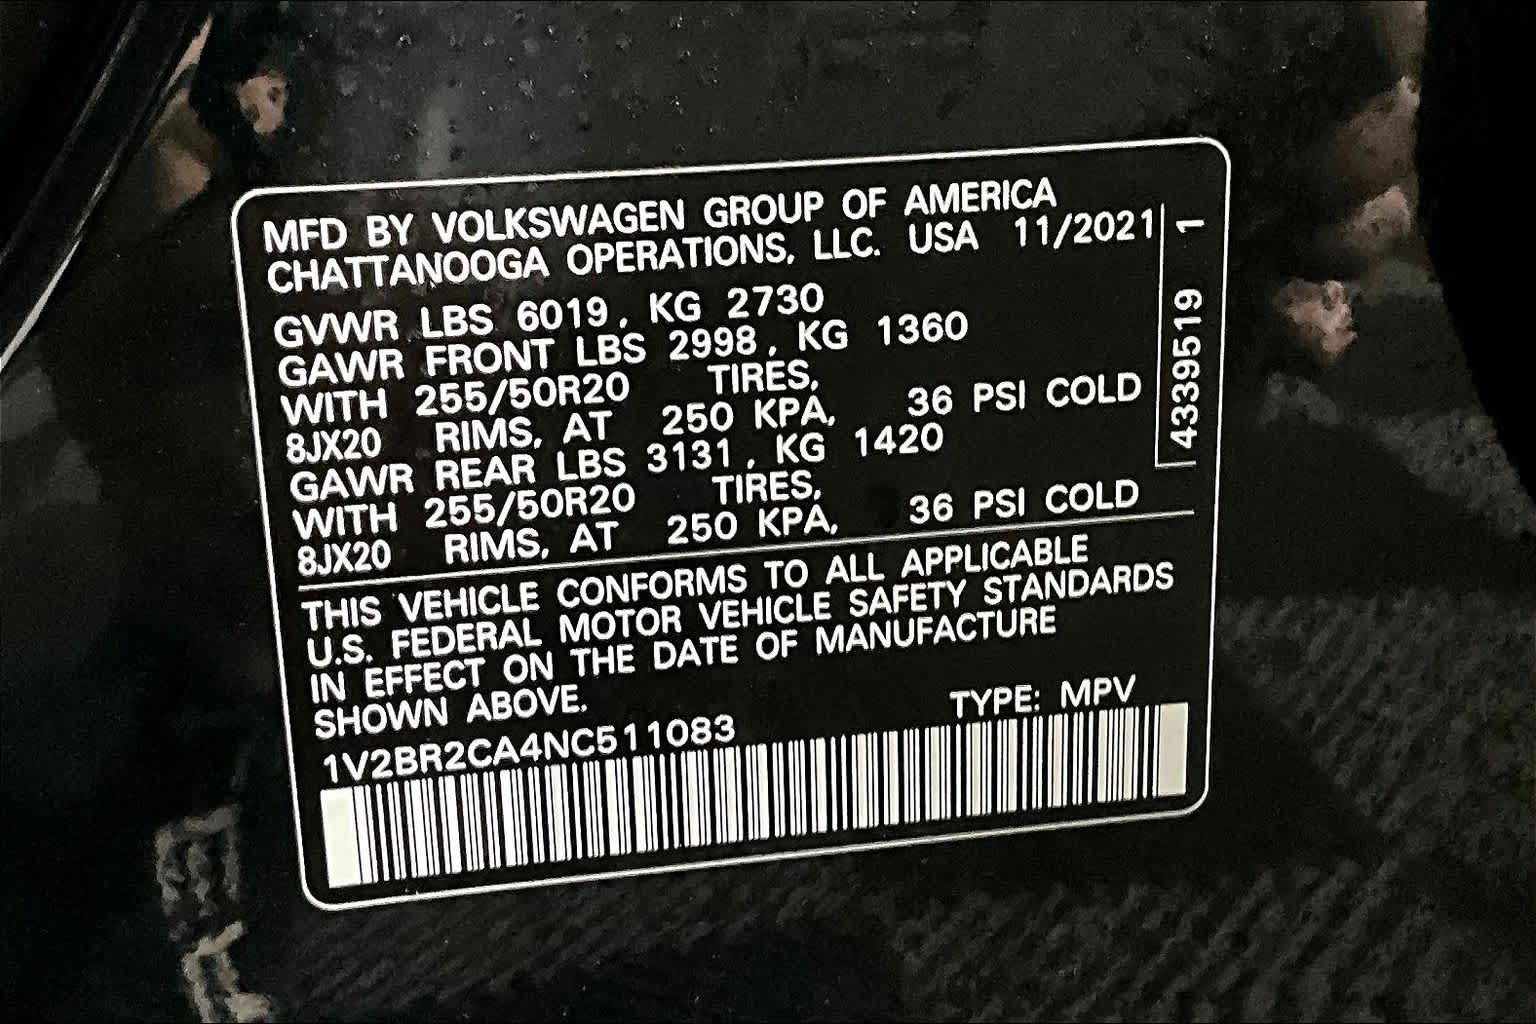 MFD BY VOLKSWAGEN GROUP OF AMERICA
CHATTANOOGA OPERATIONS, LLC. USA 11/2021
GVWR LBS 6019, KG 2730
GAWR FRONT LBS 2998, KG 1360
WITH 255/50R20 TIRES,
8JX20 RIMS, AT 250 KPA, 36 PSI COLD
GAWR REAR LBS 3131, KG 1420
WITH 255/50R20 TIRES,
8JX20 RIMS, AT 250 KPA, 36 PSI COLD
4339519 1
THIS VEHICLE CONFORMS TO ALL APPLICABLE
U.S. FEDERAL MOTOR VEHICLE SAFETY STANDARDS
IN EFFECT ON THE DATE OF MANUFACTURE
SHOWN ABOVE.
TYPE: MPV
1V2BR2CA4NC511083